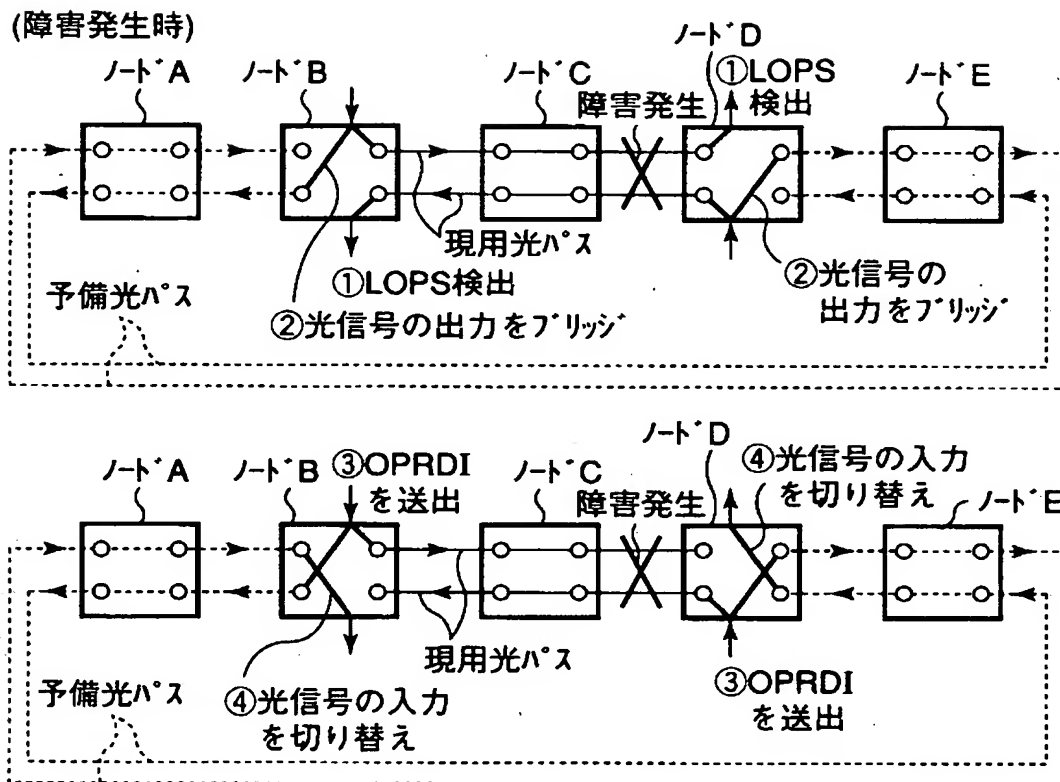 (障害発生時)
ノードA
ノードB
ノードC
ノードD
ノードE
①LOPS
検出
障害発生
現用光パス
①LOPS検出
②光信号の出力をブリッジ
②光信号の
出力をブリッジ
予備光パス
ノードA
ノードB
③OPRDI
を送出
ノードC
障害発生
ノードD
④光信号の入力
を切り替え
ノードE
現用光パス
予備光パス
④光信号の入力
を切り替え
③OPRDI
を送出